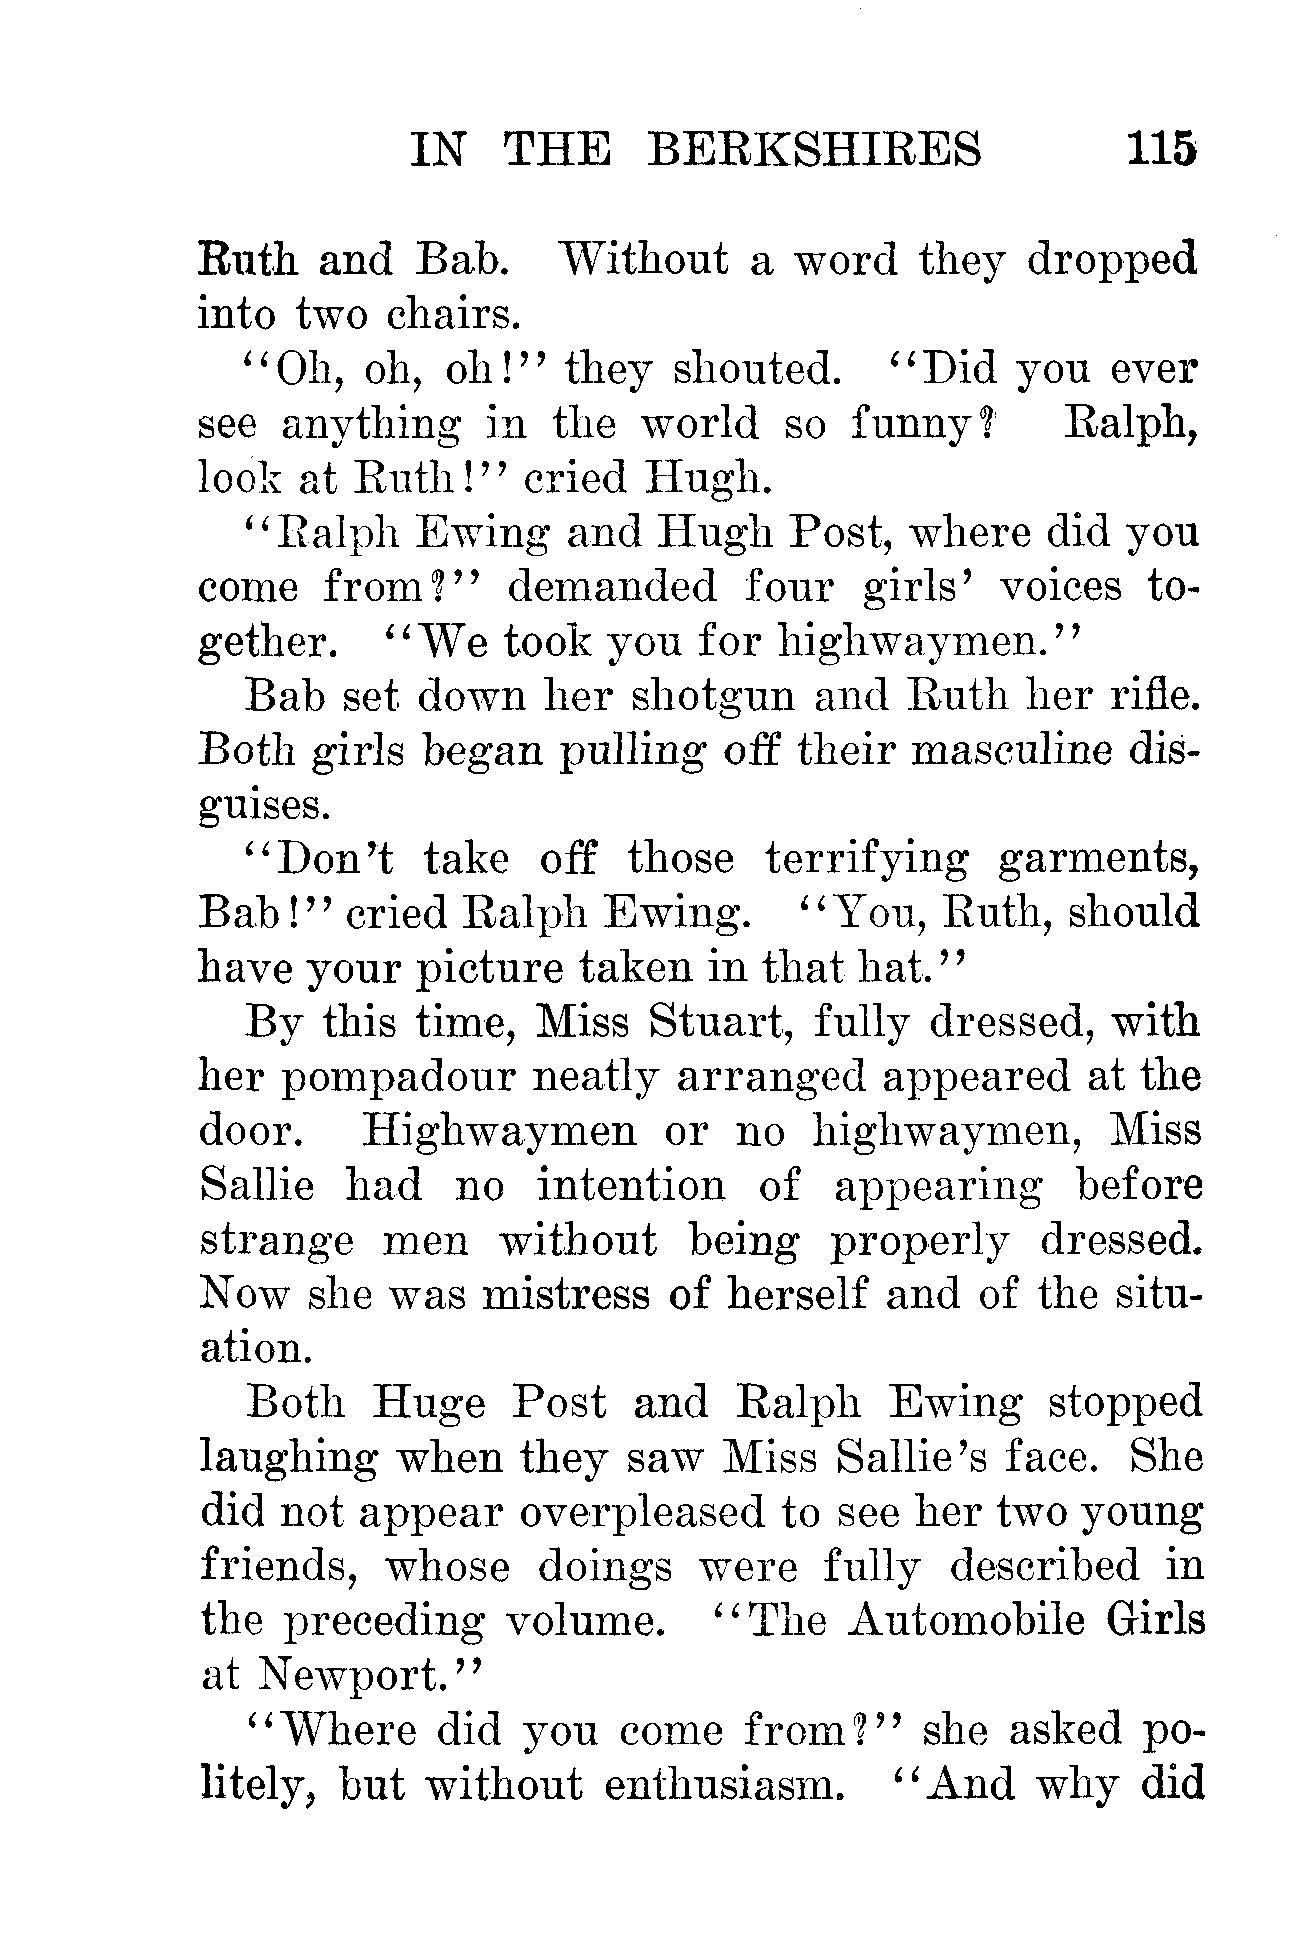 IN THE BERKSHIRES 115
Ruth and Bab. Without a word they dropped
into two chairs.
"Oh, oh, oh!" they shouted. "Did you ever
see anything in the world so funny? Ralph,
look at Ruth!" cried Hugh.
"Ralph Ewing and Hugh Post, where did you
come from?" demanded four girls' voices to-
gether. "We took you for highwaymen."
Bab set down her shotgun and Ruth her rifle.
Both girls began pulling off their masculine dis-
guises.
"Don't take off those terrifying garments,
Bab!" cried Ralph Ewing. "You, Ruth, should
have your picture taken in that hat."
By this time, Miss Stuart, fully dressed, with
her pompadour neatly arranged appeared at the
door. Highwaymen or no highwaymen, Miss
Sallie had no intention of appearing before
strange men without being properly dressed.
Now she was mistress of herself and of the situ-
ation.
Both Huge Post and Ralph Ewing stopped
laughing when they saw Miss Sallie's face. She
did not appear overpleased to see her two young
friends, whose doings were fully described in
the preceding volume. "The Automobile Girls
at Newport."
"Where did you come from?" she asked po-
litely, but without enthusiasm. "And why did